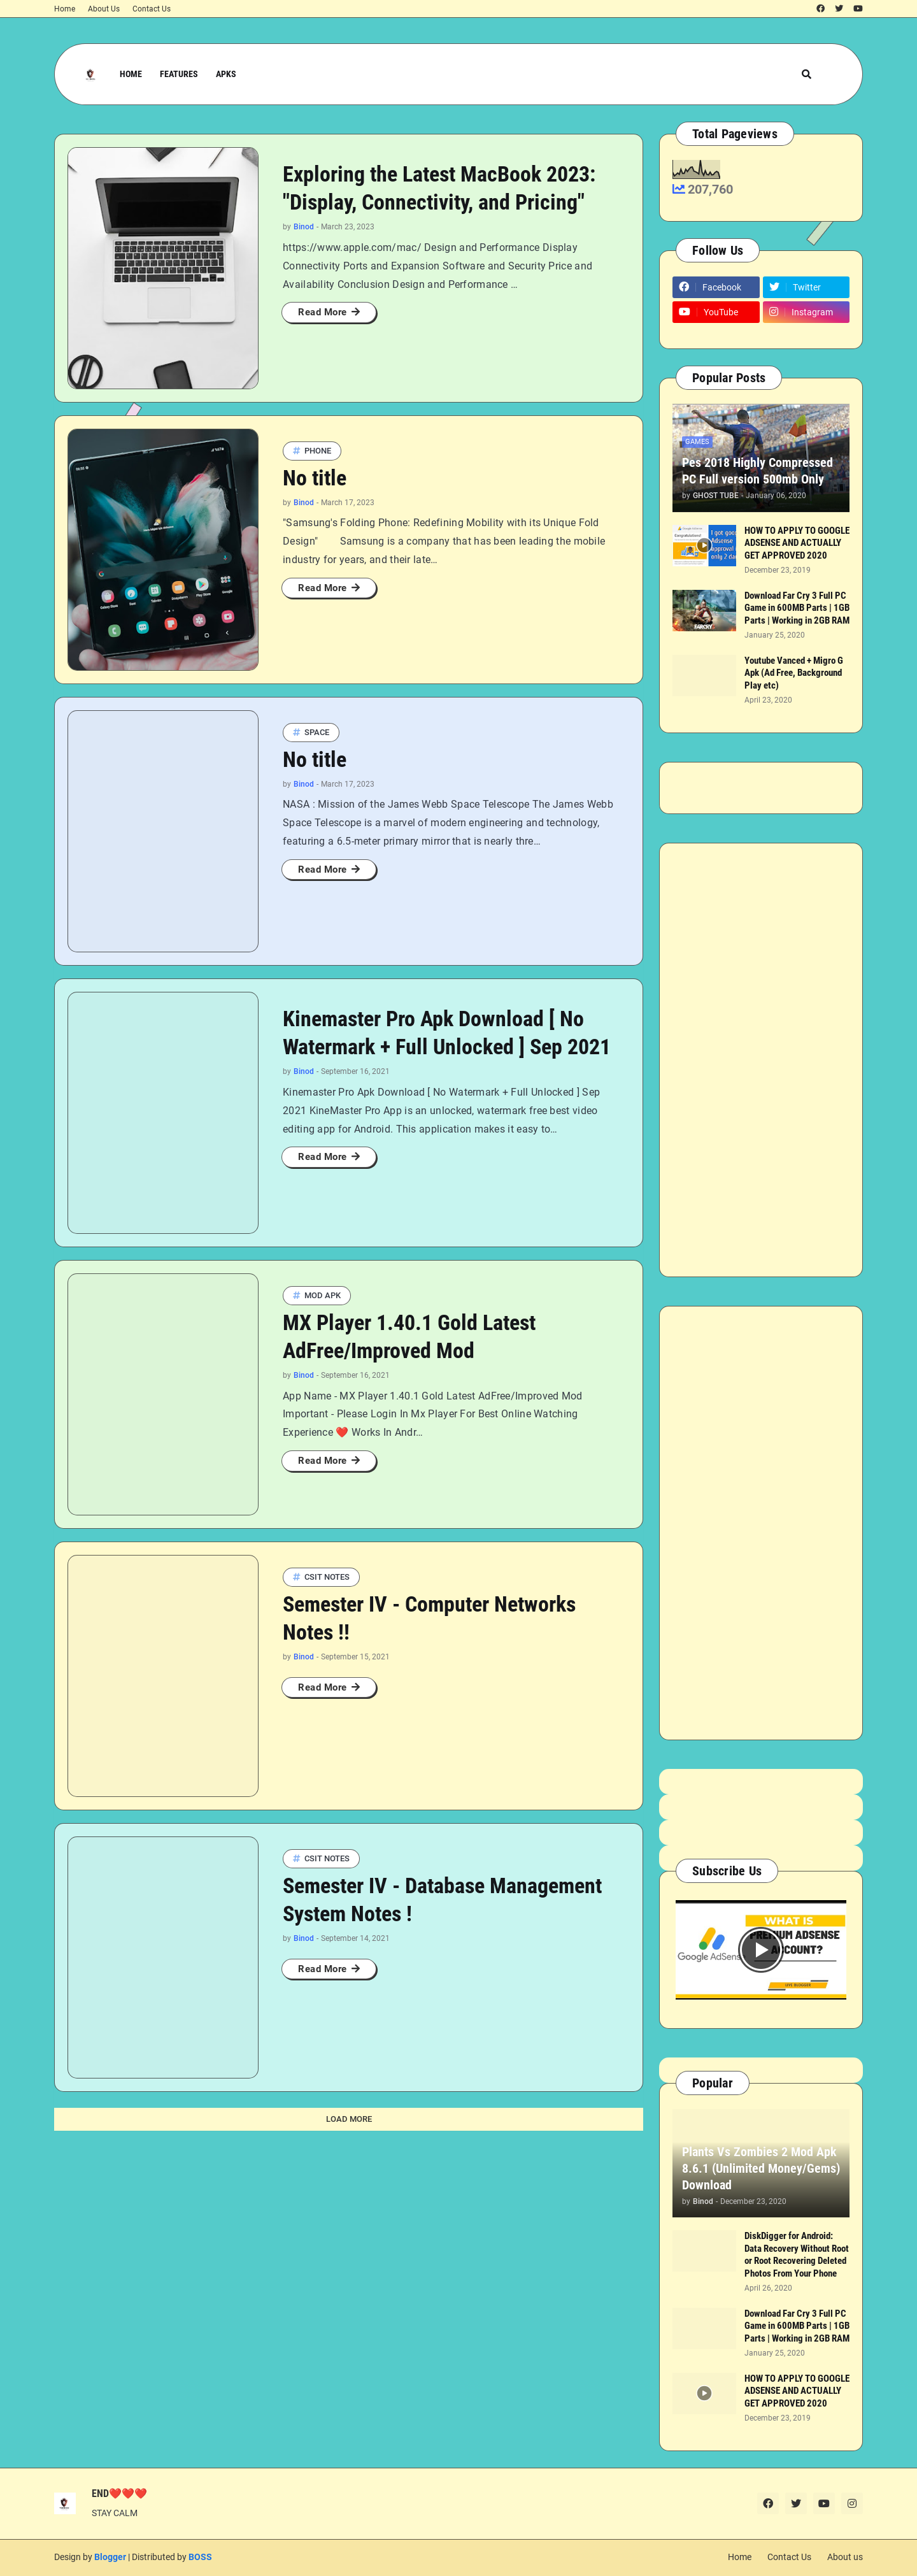 Home About Us Contact Us
HOME FEATURES APKS
Exploring the Latest MacBook 2023:
"Display, Connectivity, and Pricing"
by Binod - March 23, 2023
https://www.apple.com/mac/ Design and Performance Display
Connectivity Ports and Expansion Software and Security Price and
Availability Conclusion Design and Performance …
Read More
# PHONE
No title
by Binod - March 17, 2023
"Samsung's Folding Phone: Redefining Mobility with its Unique Fold
Design" Samsung is a company that has been leading the mobile
industry for years, and their late…
Read More
# SPACE
No title
by Binod - March 17, 2023
NASA : Mission of the James Webb Space Telescope The James Webb
Space Telescope is a marvel of modern engineering and technology,
featuring a 6.5-meter primary mirror that is nearly thre…
Read More
Kinemaster Pro Apk Download [ No
Watermark + Full Unlocked ] Sep 2021
by Binod - September 16, 2021
Kinemaster Pro Apk Download [ No Watermark + Full Unlocked ] Sep
2021 KineMaster Pro App is an unlocked, watermark free best video
editing app for Android. This application makes it easy to…
Read More
# MOD APK
MX Player 1.40.1 Gold Latest
AdFree/Improved Mod
by Binod - September 16, 2021
App Name - MX Player 1.40.1 Gold Latest AdFree/Improved Mod
Important - Please Login In Mx Player For Best Online Watching
Experience ❤️ Works In Andr…
Read More
# CSIT NOTES
Semester IV - Computer Networks
Notes !!
by Binod - September 15, 2021
Read More
# CSIT NOTES
Semester IV - Database Management
System Notes !
by Binod - September 14, 2021
Read More
LOAD MORE
Total Pageviews
207,760
Follow Us
Facebook Twitter
YouTube Instagram
Popular Posts
GAMES
Pes 2018 Highly Compressed
PC Full version 500mb Only
by GHOST TUBE - January 06, 2020
HOW TO APPLY TO GOOGLE
ADSENSE AND ACTUALLY
GET APPROVED 2020
December 23, 2019
Download Far Cry 3 Full PC
Game in 600MB Parts | 1GB
Parts | Working in 2GB RAM
January 25, 2020
Youtube Vanced + Migro G
Apk (Ad Free, Background
Play etc)
April 23, 2020
Subscribe Us
WHAT IS
PREMIUM ADSENSE
ACCOUNT?
Google AdSens
Popular
Plants Vs Zombies 2 Mod Apk
8.6.1 (Unlimited Money/Gems)
Download
by Binod - December 23, 2020
DiskDigger for Android:
Data Recovery Without Root
or Root Recovering Deleted
Photos From Your Phone
April 26, 2020
Download Far Cry 3 Full PC
Game in 600MB Parts | 1GB
Parts | Working in 2GB RAM
January 25, 2020
HOW TO APPLY TO GOOGLE
ADSENSE AND ACTUALLY
GET APPROVED 2020
December 23, 2019
END❤️❤️❤️
STAY CALM
Design by Blogger | Distributed by BOSS
Home Contact Us About us